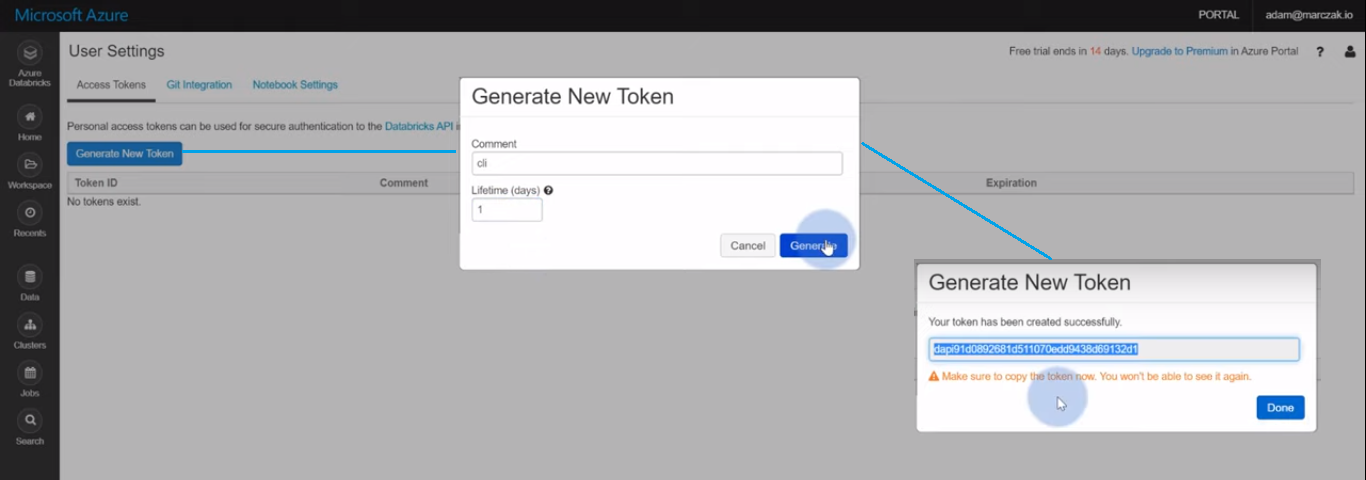 Microsoft Azure
PORTAL
adam@marczak.io
Azure
Databricks
Home
Workspace
Recents
Data
Clusters
Jobs
Search
User Settings
Free trial ends in 14 days. Upgrade to Premium in Azure Portal
Access Tokens
Git Integration
Notebook Settings
Personal access tokens can be used for secure authentication to the Databricks API
Generate New Token
Token ID
Comment
Expiration
No tokens exist.
Generate New Token
Comment
cli
Lifetime (days)
1
Cancel
Generate
Generate New Token
Your token has been created successfully.
dapi91d0892681d511070edd9438d69132d1
Make sure to copy the token now. You won't be able to see it again.
Done